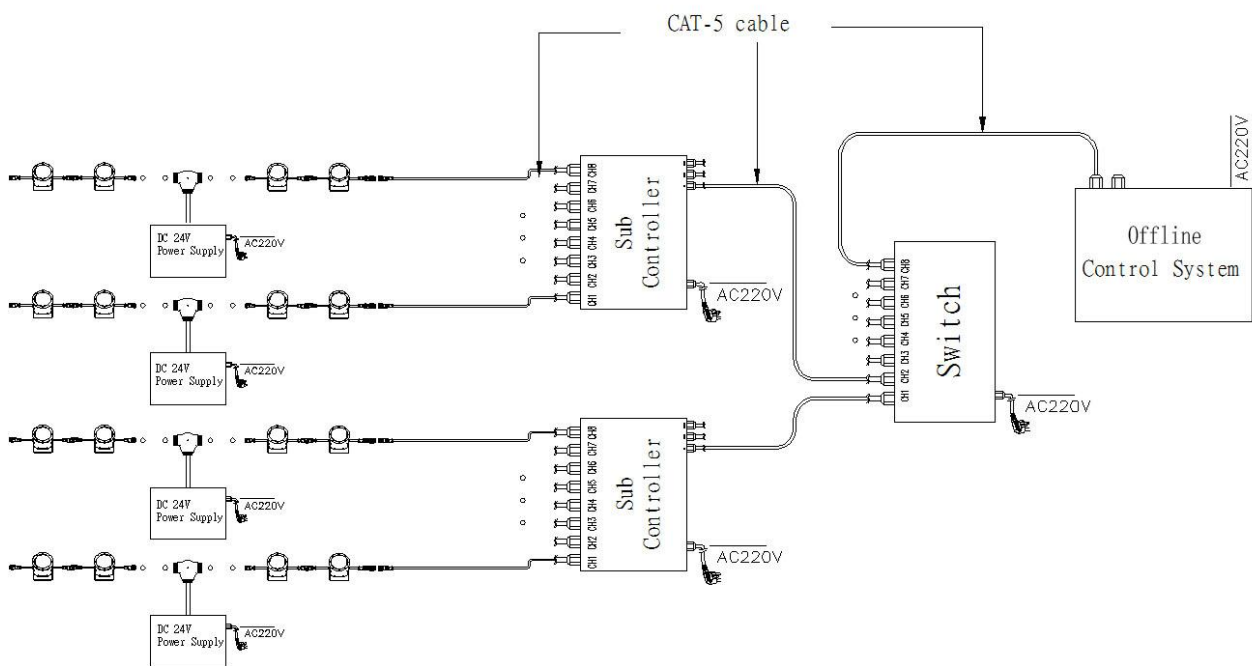 CAT-5 cable
AC220V
CH8
CH7
CH6
CH5
CH4
CH3
CH2
CH1
Sub
Controller
AC220V
DC 24V
Power Supply
AC220V
DC 24V
Power Supply
AC220V
CH8
CH7
CH6
CH5
CH4
CH3
CH2
CH1
Switch
AC220V
Offline
Control System
CH8
CH7
CH6
CH5
CH4
CH3
CH2
CH1
Sub
Controller
AC220V
DC 24V
Power Supply
AC220V
DC 24V
Power Supply
AC220V